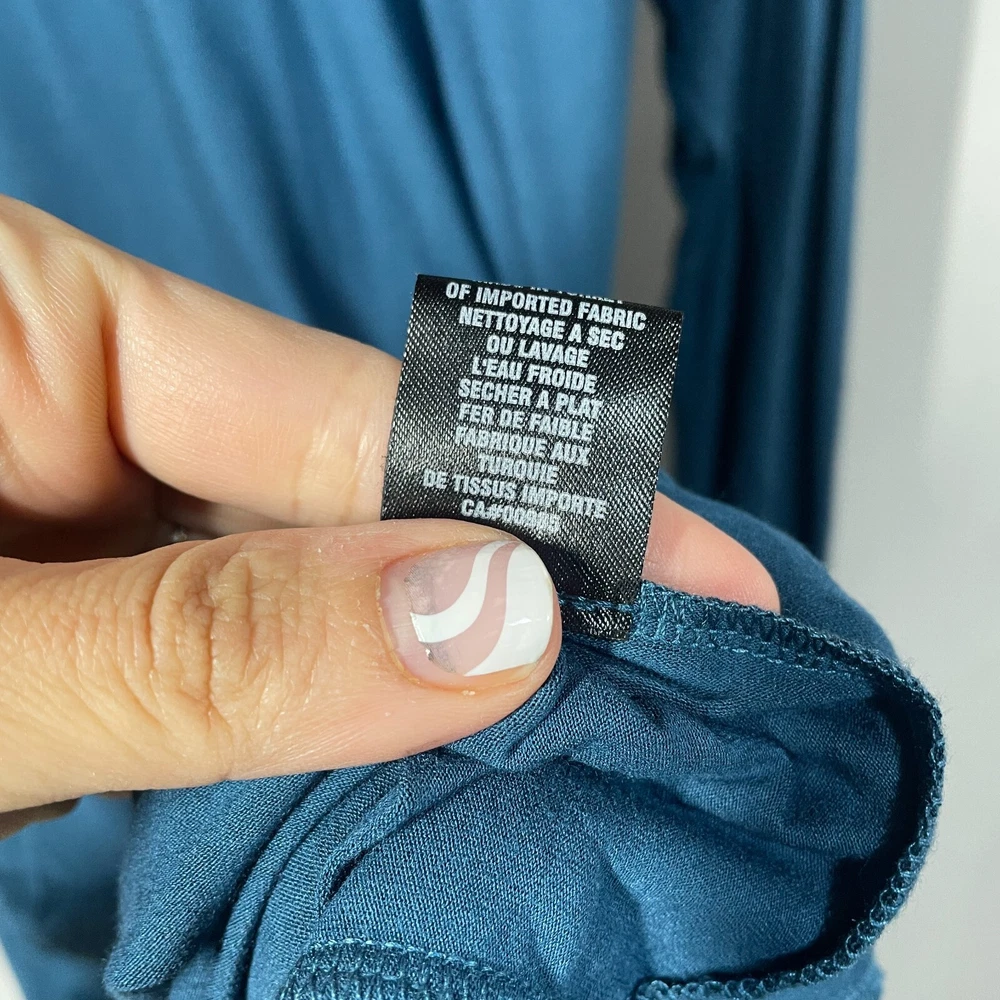 OF IMPORTED FABRIC
NETTOYAGE A SEC
OU LAVAGE
L'EAU FROIDE
SECHER A PLAT
FER DE FAIBLE
FABRIQUE AUX
TURQUIE
DE TISSUS IMPORTE